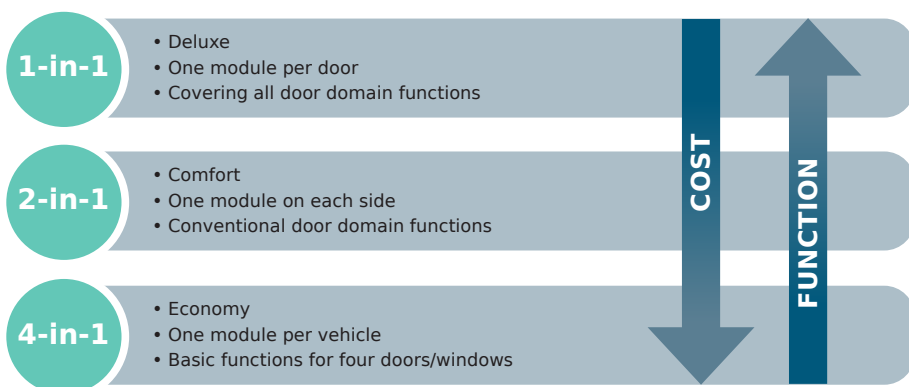 1-in-1
• Deluxe
• One module per door
• Covering all door domain functions
2-in-1
• Comfort
• One module on each side
• Conventional door domain functions
4-in-1
• Economy
• One module per vehicle
• Basic functions for four doors/windows
COST
FUNCTION